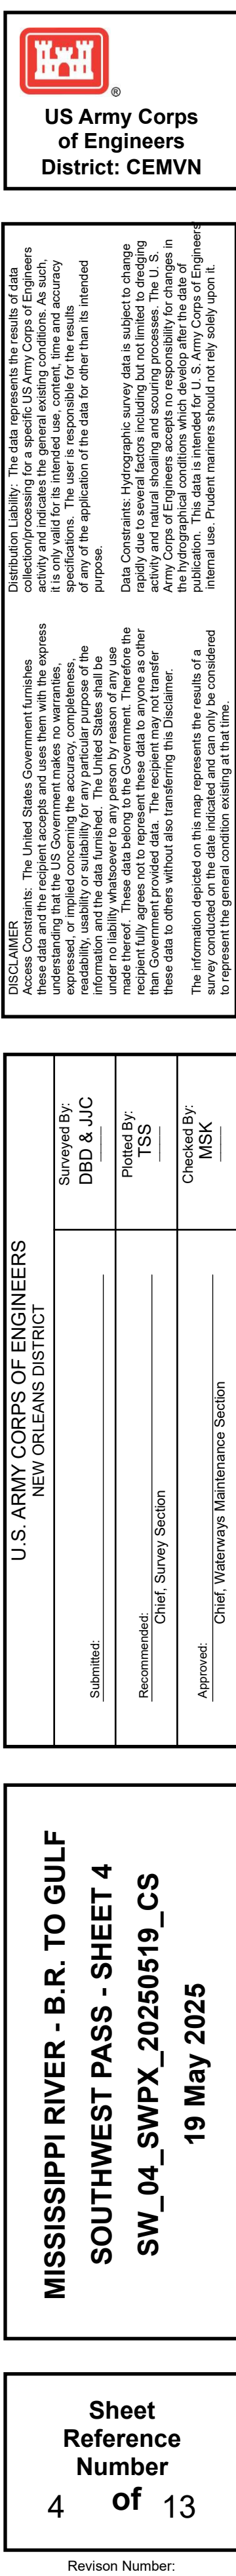 ®
US Army Corps
of Engineers
District: CEMVN
DISCLAIMER
Access Constraints: The United States Government furnishes
these data and the recipient accepts and uses them with the express
understanding that the US Government makes no warranties,
expressed, or implied concerning the accuracy, completeness,
readability, usability or suitability for any particular purpose of the
information and the data furnished. The United States shall be
under no liability whatsoever to any person by reason of any use
made thereof. These data belong to the Government. Therefore the
recipient fully agrees not to represent these data to anyone as other
than Government provided data. The recipient may not transfer
these data to others without also transferring this Disclaimer.
The information depicted on this map represents the results of a
survey conducted on the date indicated and can only be considered
to represent the general condition existing at that time.
Distribution Liability: The data represents the results of data
collection/processing for a specific US Army Corps of Engineers
activity and indicates the general existing conditions. As such,
it is only valid for its intended use, content, time and accuracy
specifications. The user is responsible for the results
of any of the application of the data for other than its intended
purpose.
Data Constraints: Hydrographic survey data is subject to change
rapidly due to several factors including but not limited to dredging
activity and natural shoaling and scouring processes. The U. S.
Army Corps of Engineers accepts no responsibility for changes in
the hydrographical conditions which develop after the date of
publication. This data is intended for U. S. Army Corps of Engineers
internal use. Prudent mariners should not rely solely upon it.
U.S. ARMY CORPS OF ENGINEERS
NEW ORLEANS DISTRICT
Submitted:
Surveyed By:
DBD & JJC
Recommended:
Chief, Survey Section
Plotted By:
TSS
Approved:
Chief, Waterways Maintenance Section
Checked By:
MSK
MISSISSIPPI RIVER - B.R. TO GULF
SOUTHWEST PASS - SHEET 4
SW_04_SWPX_20250519_CS
19 May 2025
Sheet
Reference
Number
4 of 13
Revison Number: